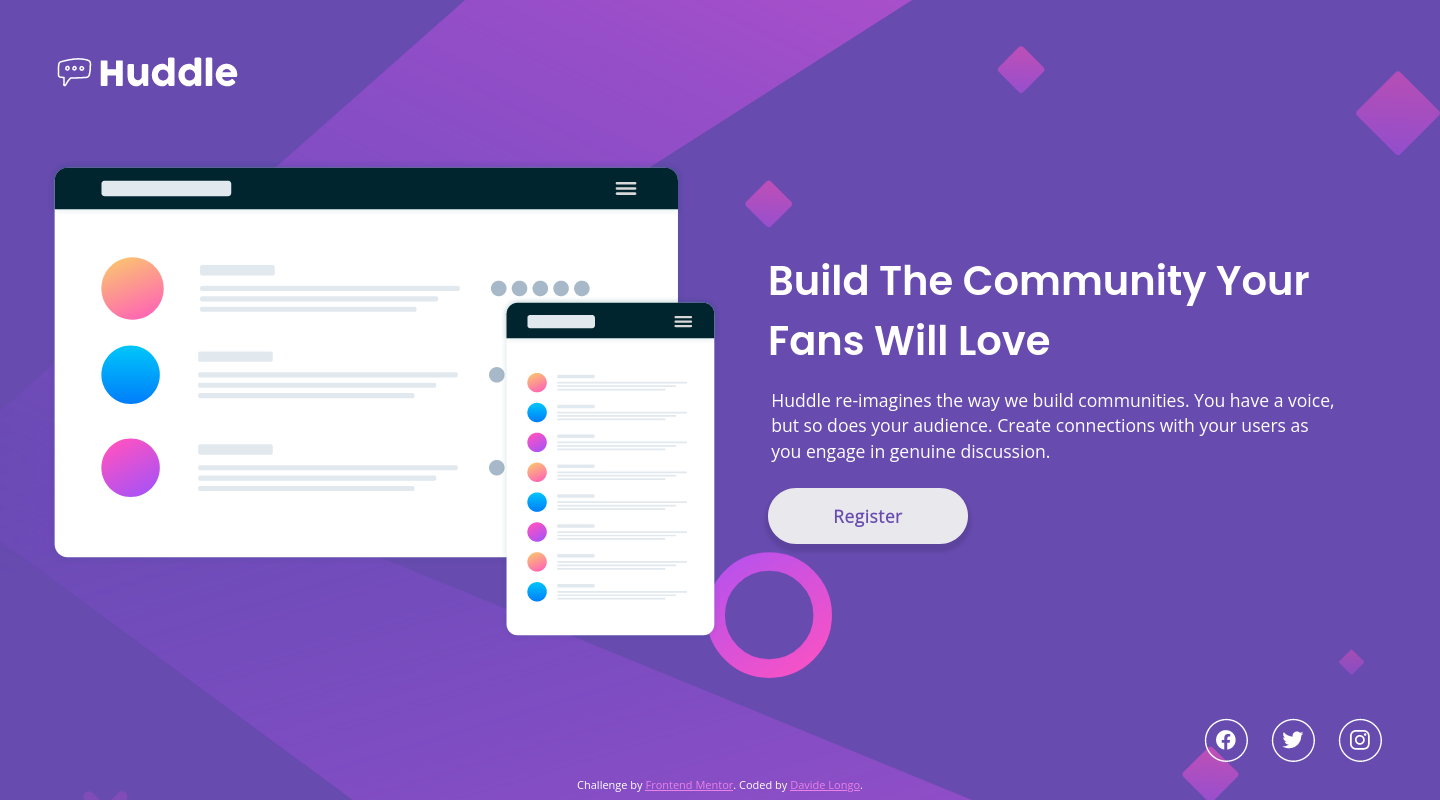 Huddle
Build The Community Your
Fans Will Love
Huddle re-imagines the way we build communities. You have a voice,
but so does your audience. Create connections with your users as
you engage in genuine discussion.
Register
Challenge by Frontend Mentor. Coded by Davide Longo.